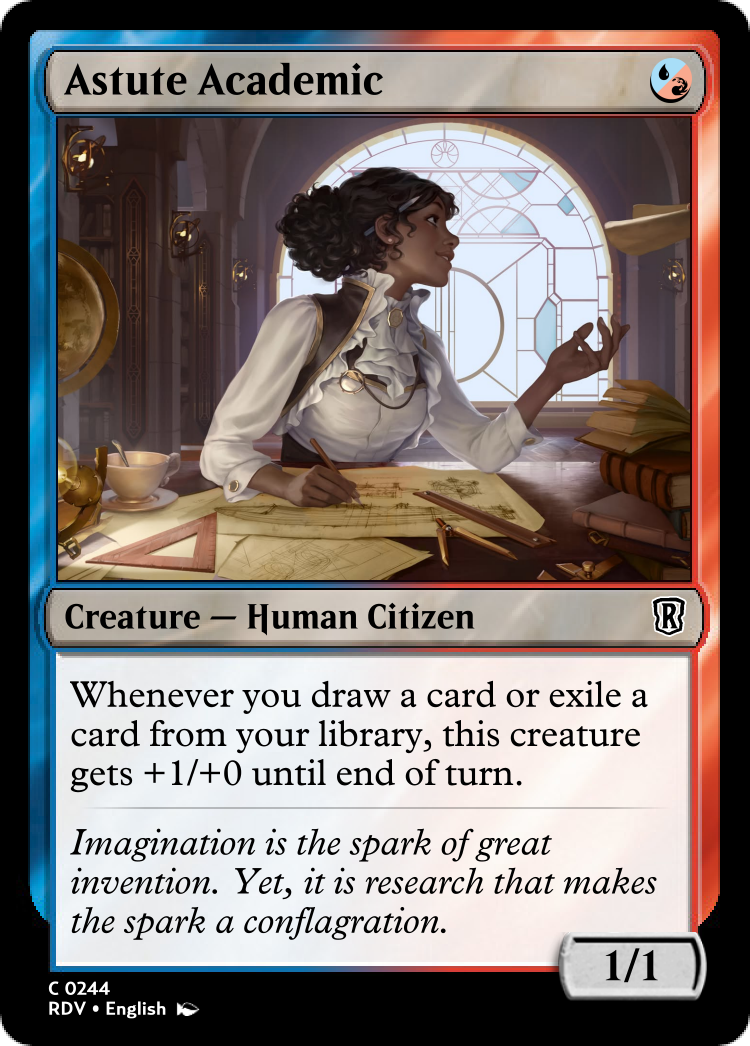 Astute Academic
Creature — Human Citizen
R
Whenever you draw a card or exile a
card from your library, this creature
gets +1/+0 until end of turn.
Imagination is the spark of great
invention. Yet, it is research that makes
the spark a conflagration.
1/1
C 0244
RDV • English